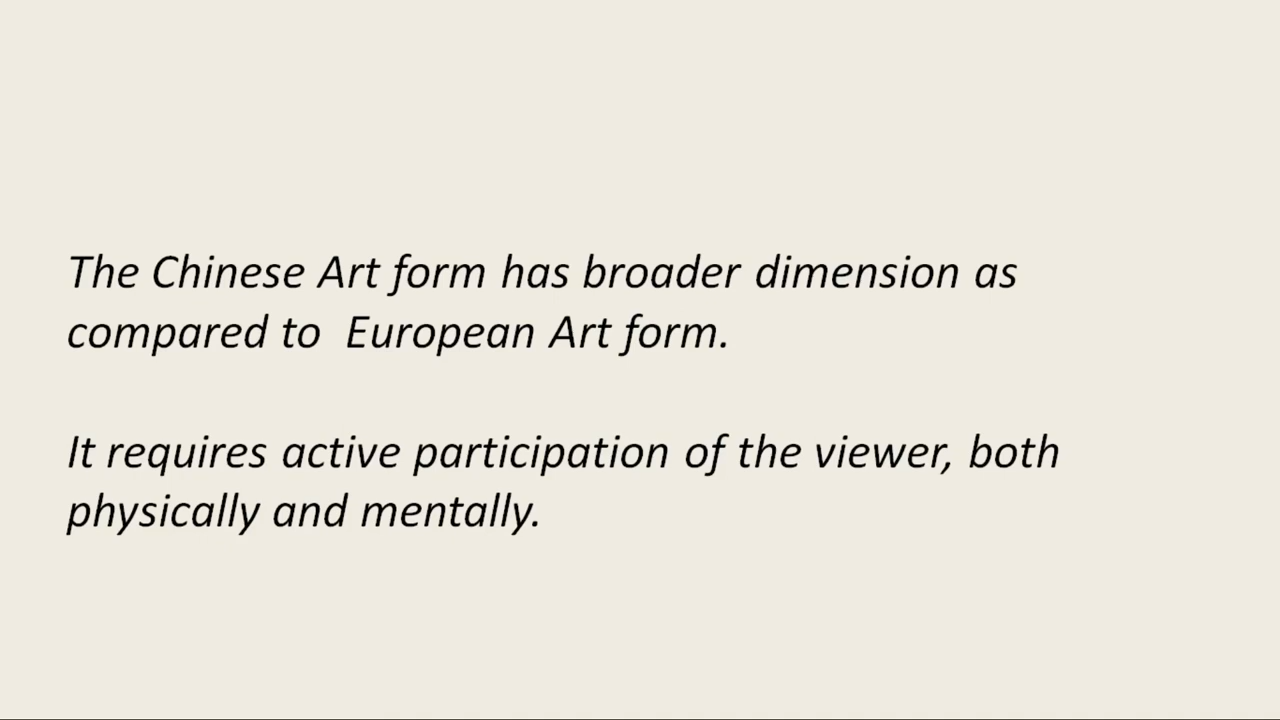 The Chinese Art form has broader dimension as
compared to  European Art form.
It requires active participation of the viewer, both
physically and mentally.